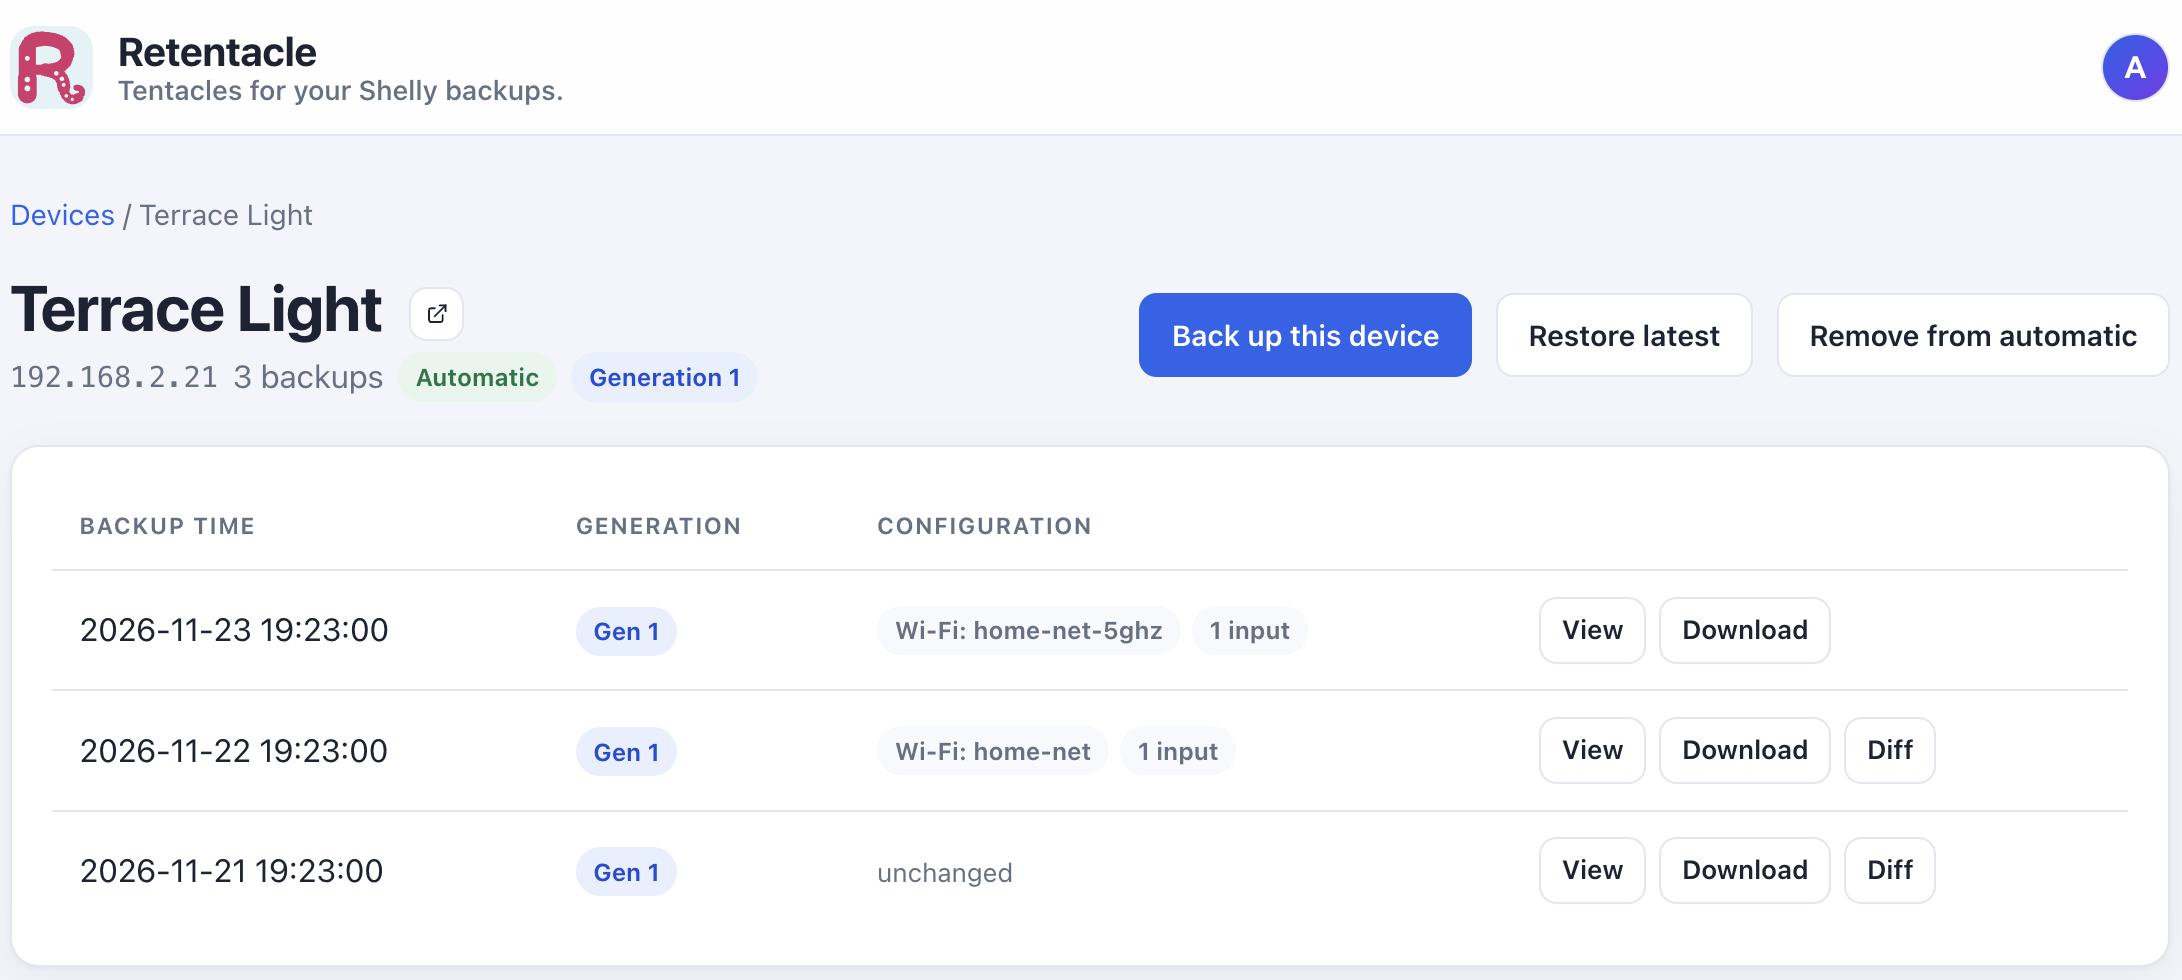 Retentacle
Tentacles for your Shelly backups.
A
Devices / Terrace Light
Terrace Light
192.168.2.21 3 backups Automatic Generation 1
Back up this device Restore latest Remove from automatic
BACKUP TIME GENERATION CONFIGURATION
2026-11-23 19:23:00 Gen 1 Wi-Fi: home-net-5ghz 1 input View Download
2026-11-22 19:23:00 Gen 1 Wi-Fi: home-net 1 input View Download Diff
2026-11-21 19:23:00 Gen 1 unchanged View Download Diff